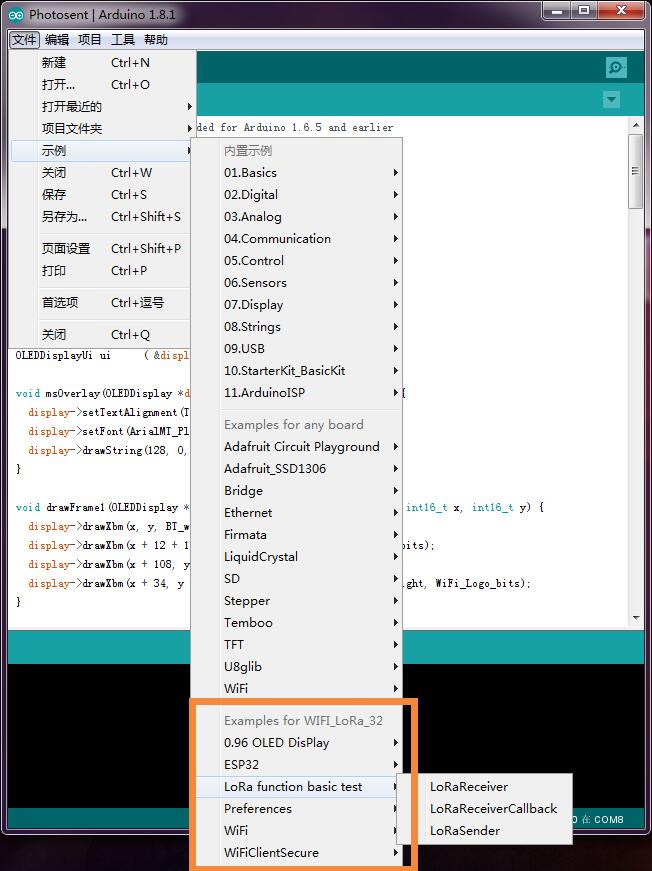 Photosent | Arduino 1.8.1
文件 编辑 项目 工具 帮助
新建 Ctrl+N
打开... Ctrl+O
打开最近的
项目文件夹
示例
关闭 Ctrl+W
保存 Ctrl+S
另存为... Ctrl+Shift+S
页面设置 Ctrl+Shift+P
打印 Ctrl+P
首选项 Ctrl+逗号
关闭 Ctrl+Q
ded for Arduino 1.6.5 and earlier
内置示例
01.Basics
02.Digital
03.Analog
04.Communication
05.Control
06.Sensors
07.Display
08.Strings
09.USB
10.StarterKit_BasicKit
11.ArduinoISP
Examples for any board
Adafruit Circuit Playground
Adafruit_SSD1306
Bridge
Ethernet
Firmata
LiquidCrystal
SD
Stepper
Temboo
TFT
U8glib
WiFi
Examples for WIFI_LoRa_32
0.96 OLED DisPlay
ESP32
LoRa function basic test
Preferences
WiFi
WiFiClientSecure
LoRaReceiver
LoRaReceiverCallback
LoRaSender
OLEDDisplayUi ui ( &displ
void msOverlay(OLEDDisplay *d {
display->setTextAlignment(T
display->setFont(ArialMT_Pl
display->drawString(128, 0,
}
void drawFrame1(OLEDDisplay * int16_t x, int16_t y) {
display->drawXbm(x, y, BT_w
display->drawXbm(x + 12 + 1 bits);
display->drawXbm(x + 108, y
display->drawXbm(x + 34, y ght, WiFi_Logo_bits);
}
0 在 COM8